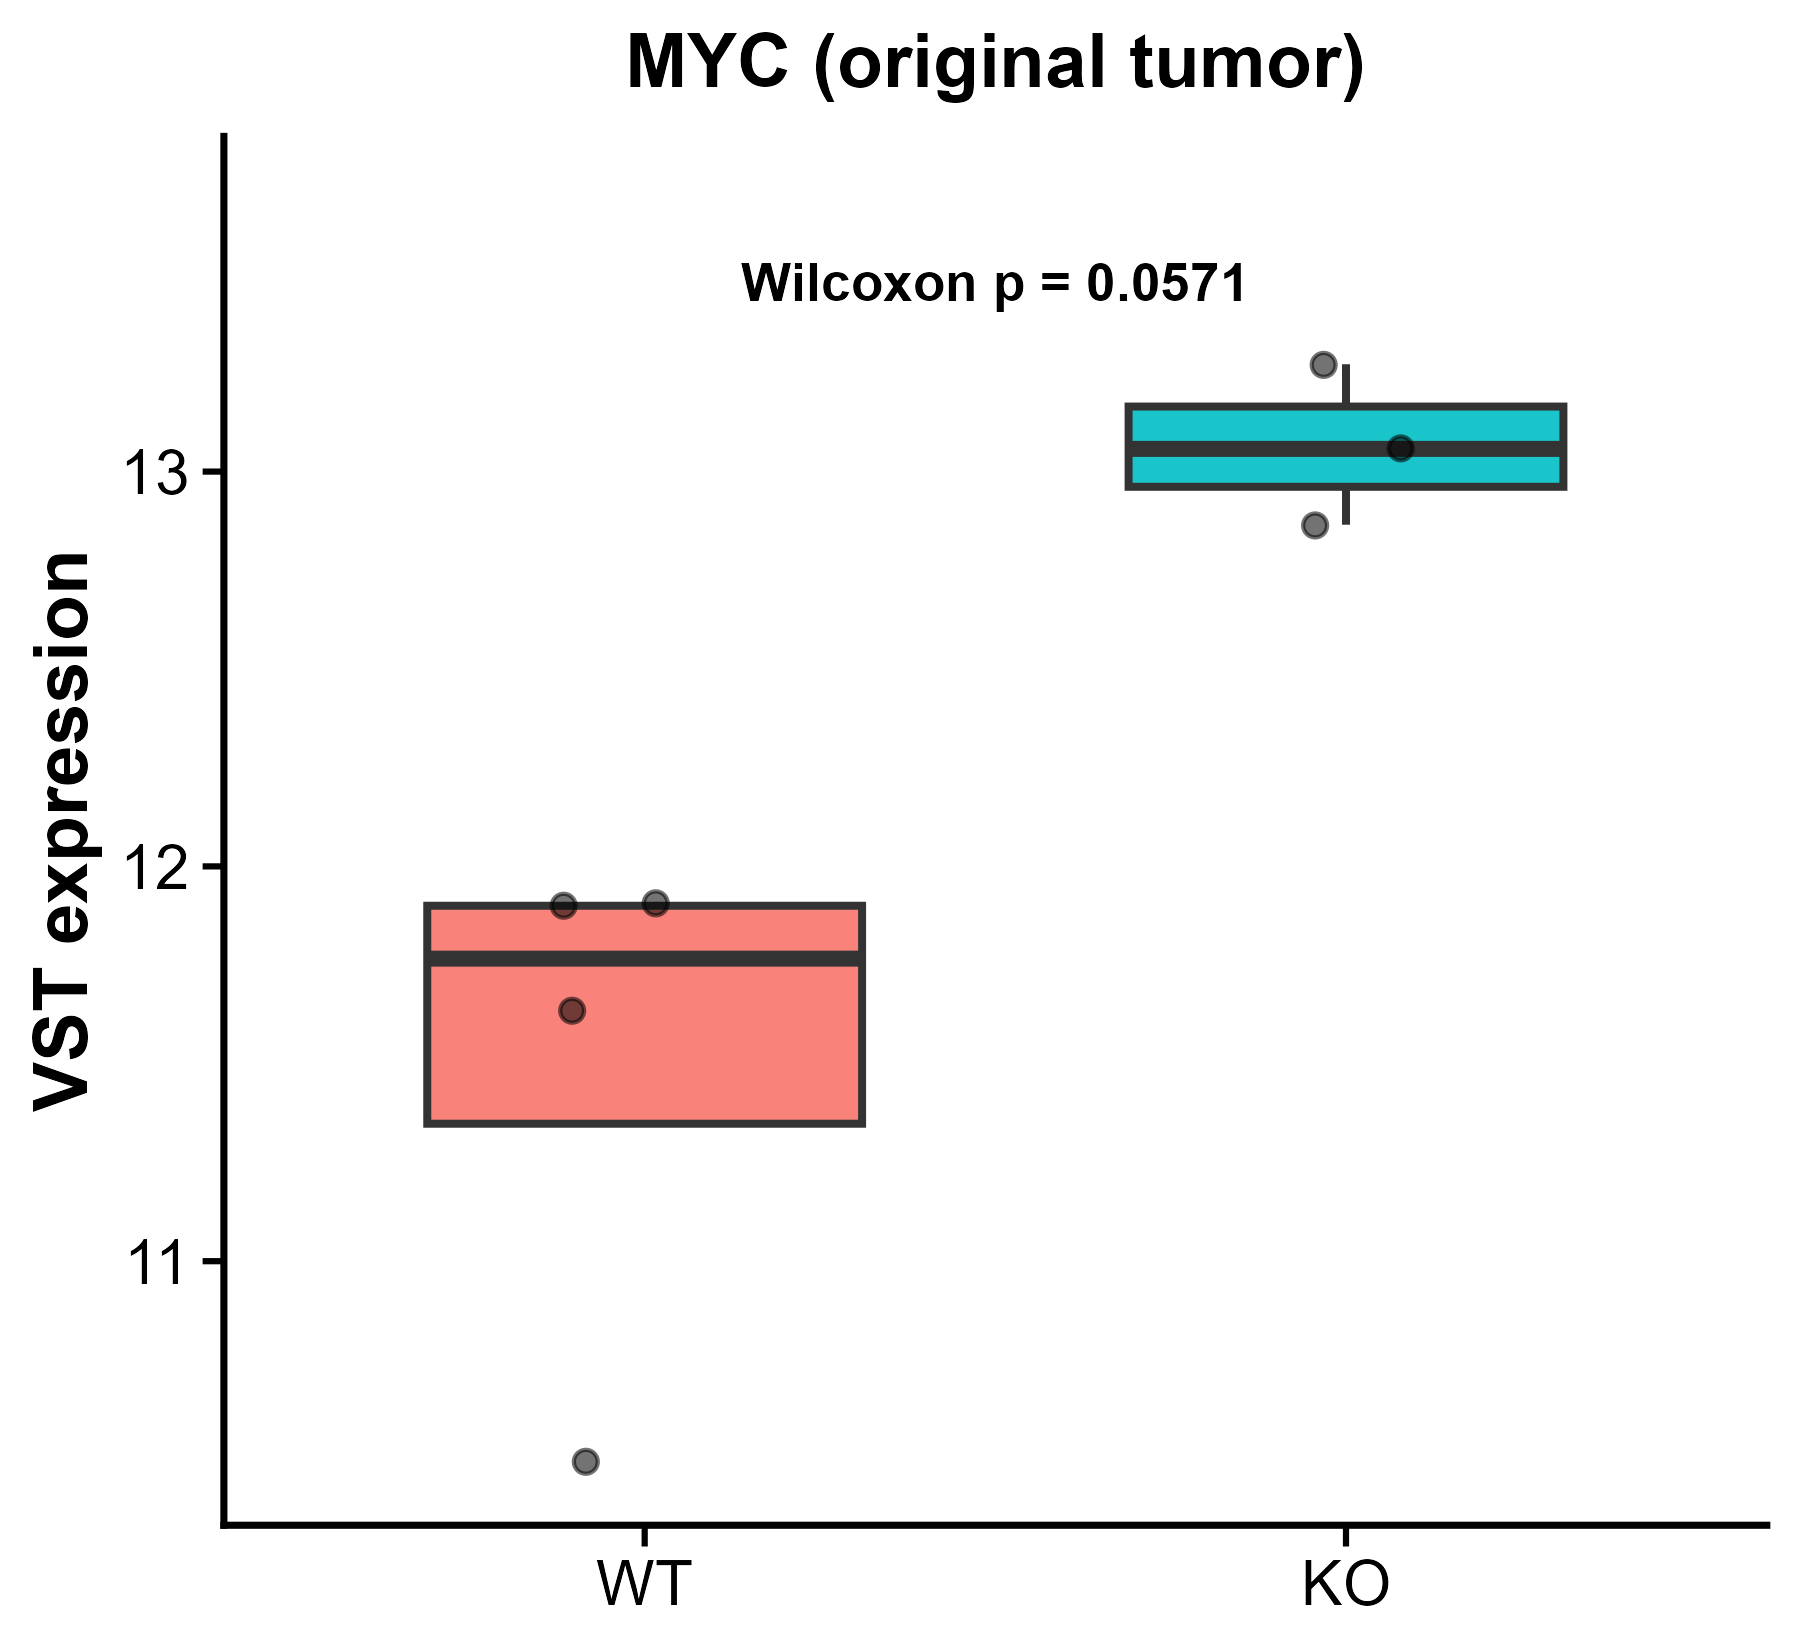 MYC (original tumor)
Wilcoxon p = 0.0571
VST expression
13
12
11
WT
KO